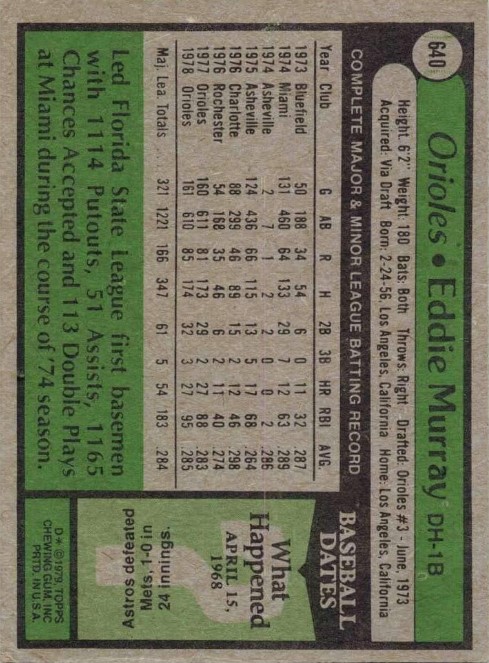 640
Orioles • Eddie Murray DH-1B
Height: 6'2" Weight: 180 Bats: Both Throws: Right Drafted: Orioles #3 - June, 1973
Acquired: Via Draft Born: 2-24-56, Los Angeles, California Home: Los Angeles, California
COMPLETE MAJOR & MINOR LEAGUE BATTING RECORD
Year Club G AB R H 2B 3B HR RBI AVG.
1973 Bluefield 50 188 34 54 6 0 11 32 .287
1974 Miami 131 460 64 133 29 7 12 63 .289
1974 Asheville 2 7 1 2 2 0 0 2 .286
1975 Asheville 124 436 66 115 13 5 17 68 .264
1976 Charlotte 88 299 46 89 15 2 12 46 .298
1976 Rochester 54 168 35 46 6 2 11 40 .274
1977 Orioles 160 611 81 173 29 2 27 88 .283
1978 Orioles 161 610 85 174 32 3 27 95 .285
Maj. Lea. Totals 321 1221 166 347 61 5 54 183 .284
Led Florida State League first basemen
with 1114 Putouts, 51 Assists, 1165
Chances Accepted and 113 Double Plays
at Miami during the course of '74 season.
BASEBALL
DATES
What
Happened
APRIL 15,
1968
Astros defeated
Mets, 1-0 in
24 innings.
D* © 1979, TOPPS
CHEWING GUM, INC
PRTD. IN U.S.A.